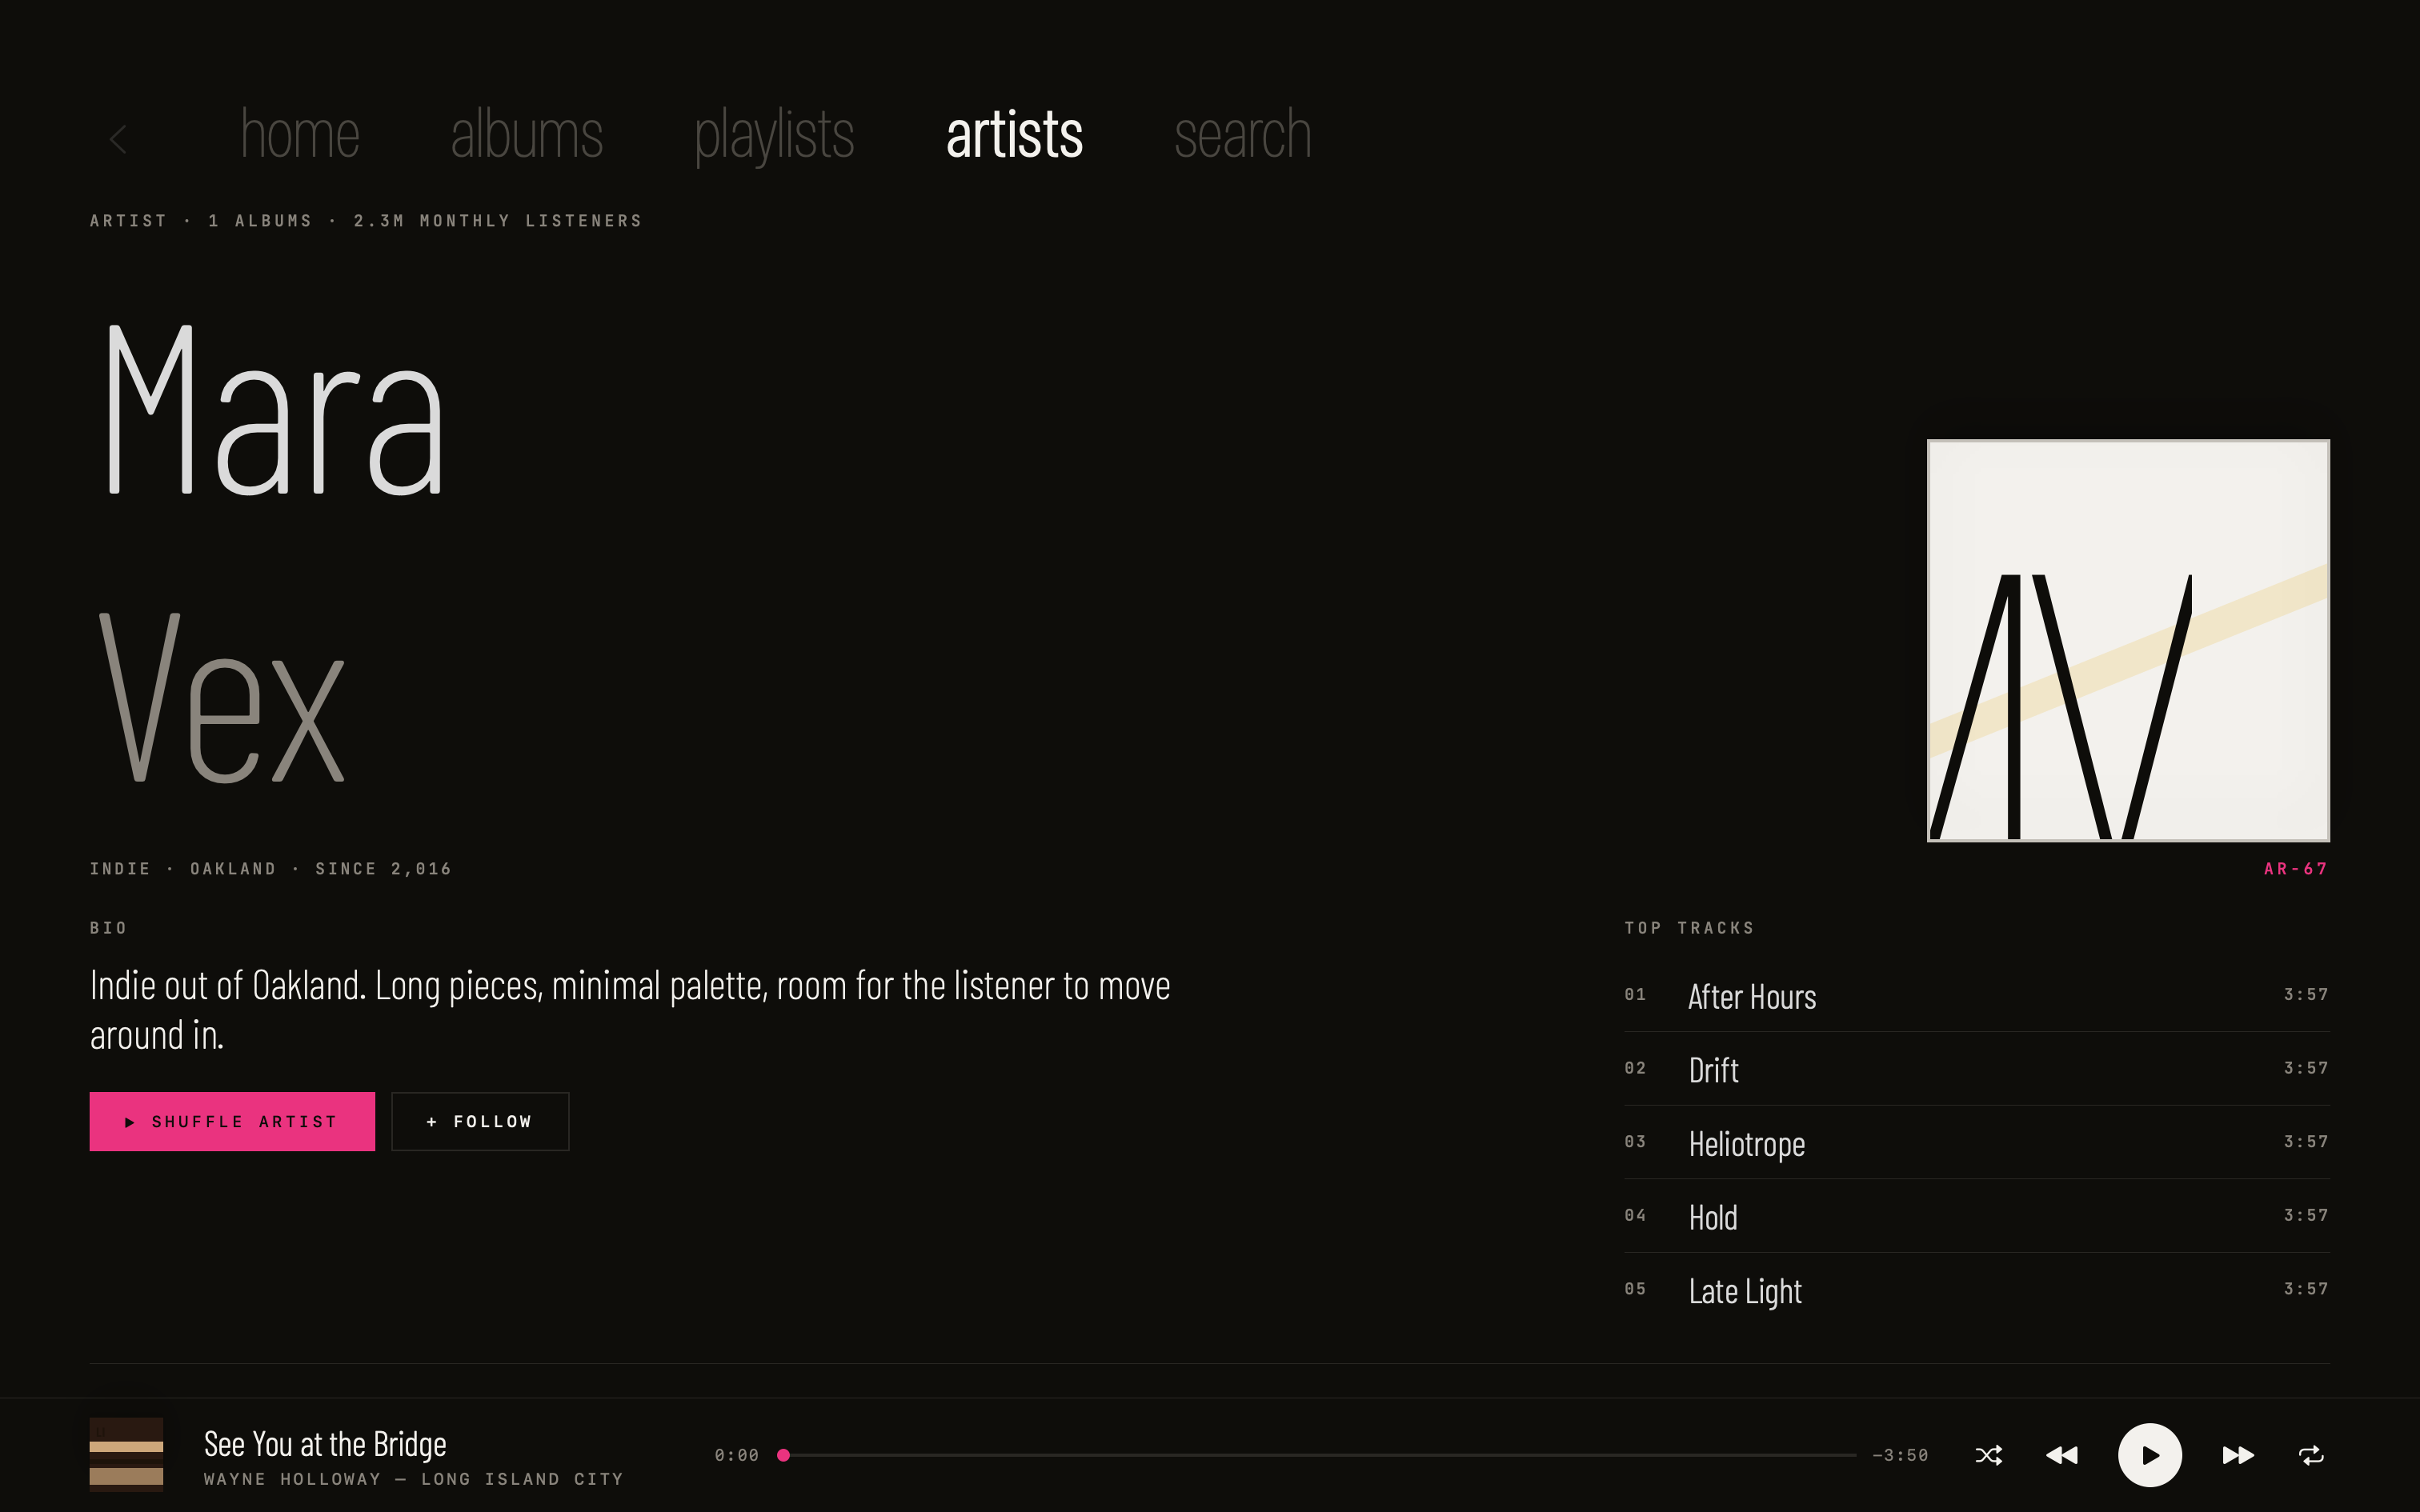 home albums playlists artists search
ARTIST · 1 ALBUMS · 2.3M MONTHLY LISTENERS
Mara
Vex
INDIE · OAKLAND · SINCE 2,016
AR-67
BIO
Indie out of Oakland. Long pieces, minimal palette, room for the listener to move
around in.
▶ SHUFFLE ARTIST
+ FOLLOW
TOP TRACKS
01 After Hours 3:57
02 Drift 3:57
03 Heliotrope 3:57
04 Hold 3:57
05 Late Light 3:57
See You at the Bridge
WAYNE HOLLOWAY — LONG ISLAND CITY
0:00
−3:50